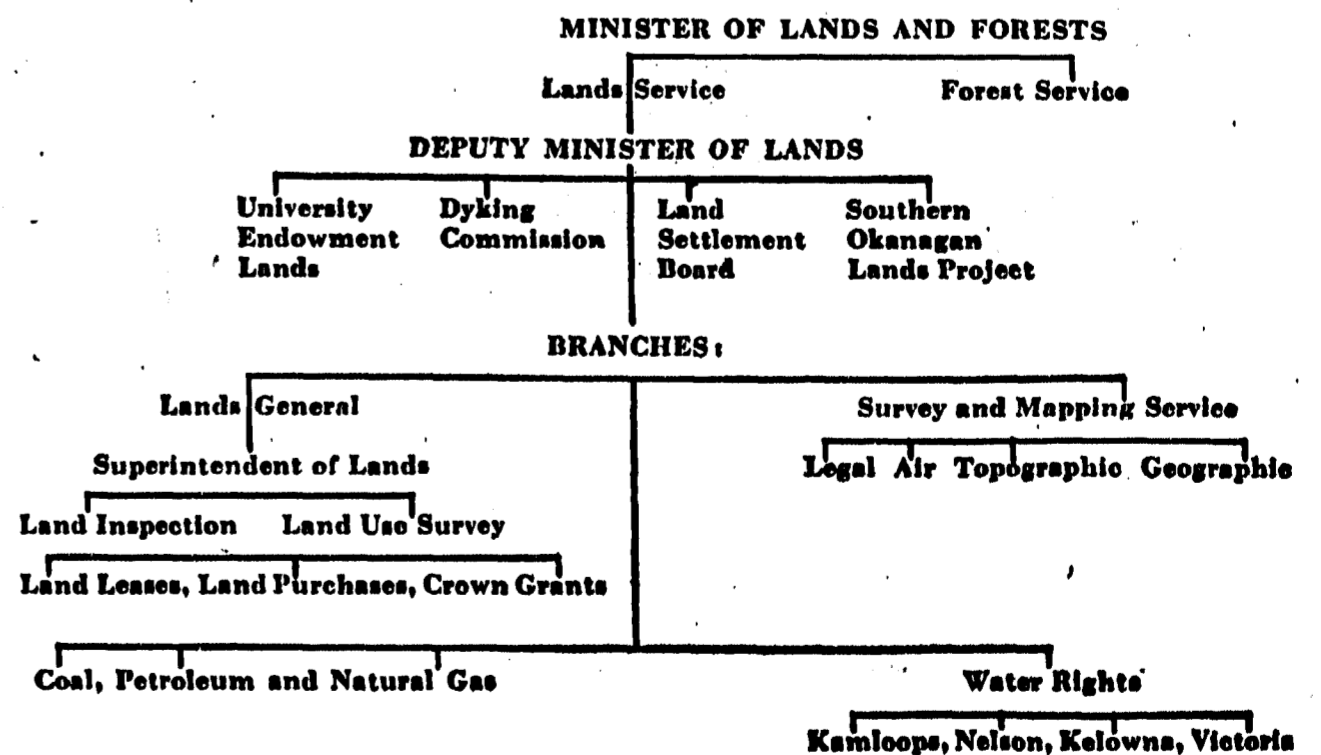 MINISTER OF LANDS AND FORESTS
Lands Service
Forest Service
DEPUTY MINISTER OF LANDS
University
Endowment
Lands
Dyking
Commission
Land
Settlement
Board
Southern
Okanagan
Lands Project
BRANCHES:
Lands General
Survey and Mapping Service
Superintendent of Lands
Legal Air Topographic Geographic
Land Inspection
Land Use Survey
Land Leases, Land Purchases, Crown Grants
Coal, Petroleum and Natural Gas
Water Rights
Kamloops, Nelson, Kelowna, Victoria